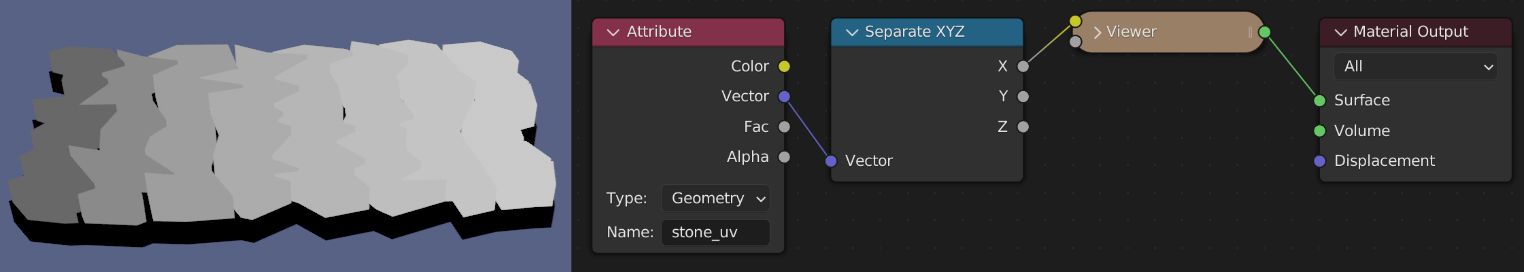 Attribute
Color
Vector
Fac
Alpha
Type: Geometry
Name: stone_uv
Separate XYZ
X
Y
Z
Vector
Viewer
Material Output
All
Surface
Volume
Displacement